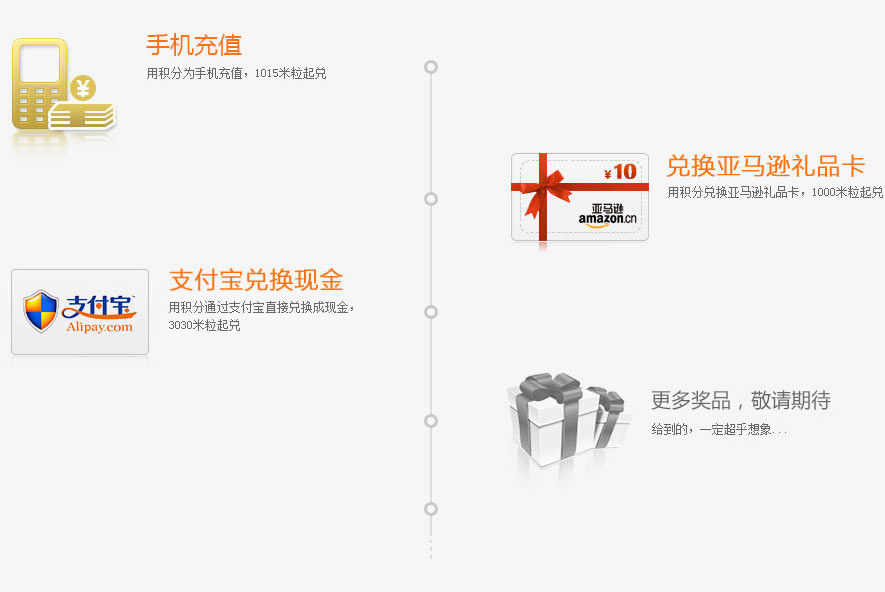 手机充值
用积分为手机充值，1015米粒起兑
¥
¥10
亚马逊
amazon.cn
兑换亚马逊礼品卡
用积分兑换亚马逊礼品卡，1000米粒起兑
支付宝
Alipay.com
支付宝兑换现金
用积分通过支付宝直接兑换成现金，
3030米粒起兑
更多奖品，敬请期待
给到的，一定超乎想象...